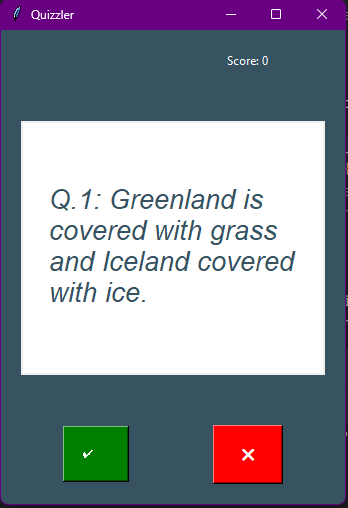 Quizzler
Score: 0
Q.1: Greenland is
covered with grass
and Iceland covered
with ice.